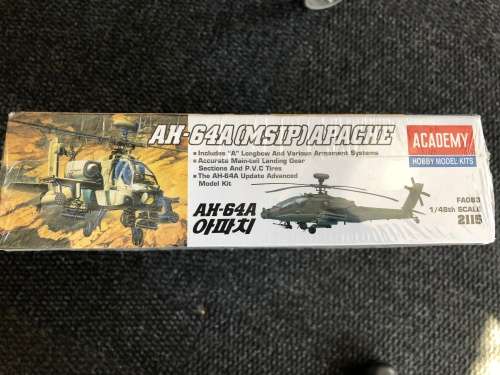 AH-64A(MSIP)APACHE
Includes "A" Longbow And Various Armament Systems
Accurate Main-tail Landing Gear
Sections And P.V.C Tires
The AH-64A Update Advanced
Model Kit
AH-64A
아파치
ACADEMY
HOBBY MODEL KITS
FA083
1/48th SCALE
2115